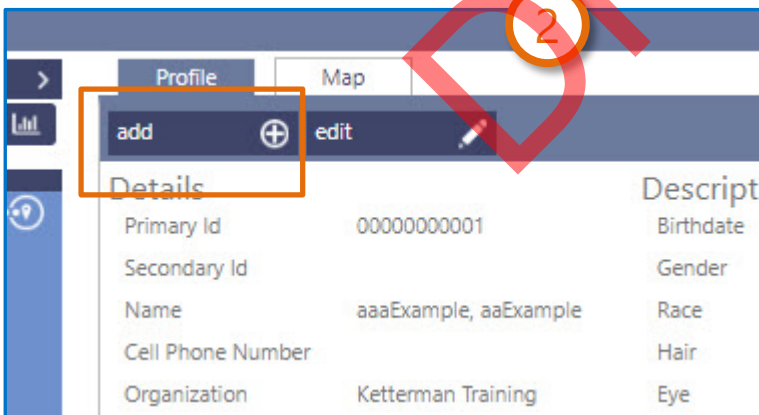 2
Profile Map
add edit
Details Descript
Primary Id 00000000001 Birthdate
Secondary Id Gender
Name aaaExample, aaExample Race
Cell Phone Number Hair
Organization Ketterman Training Eye